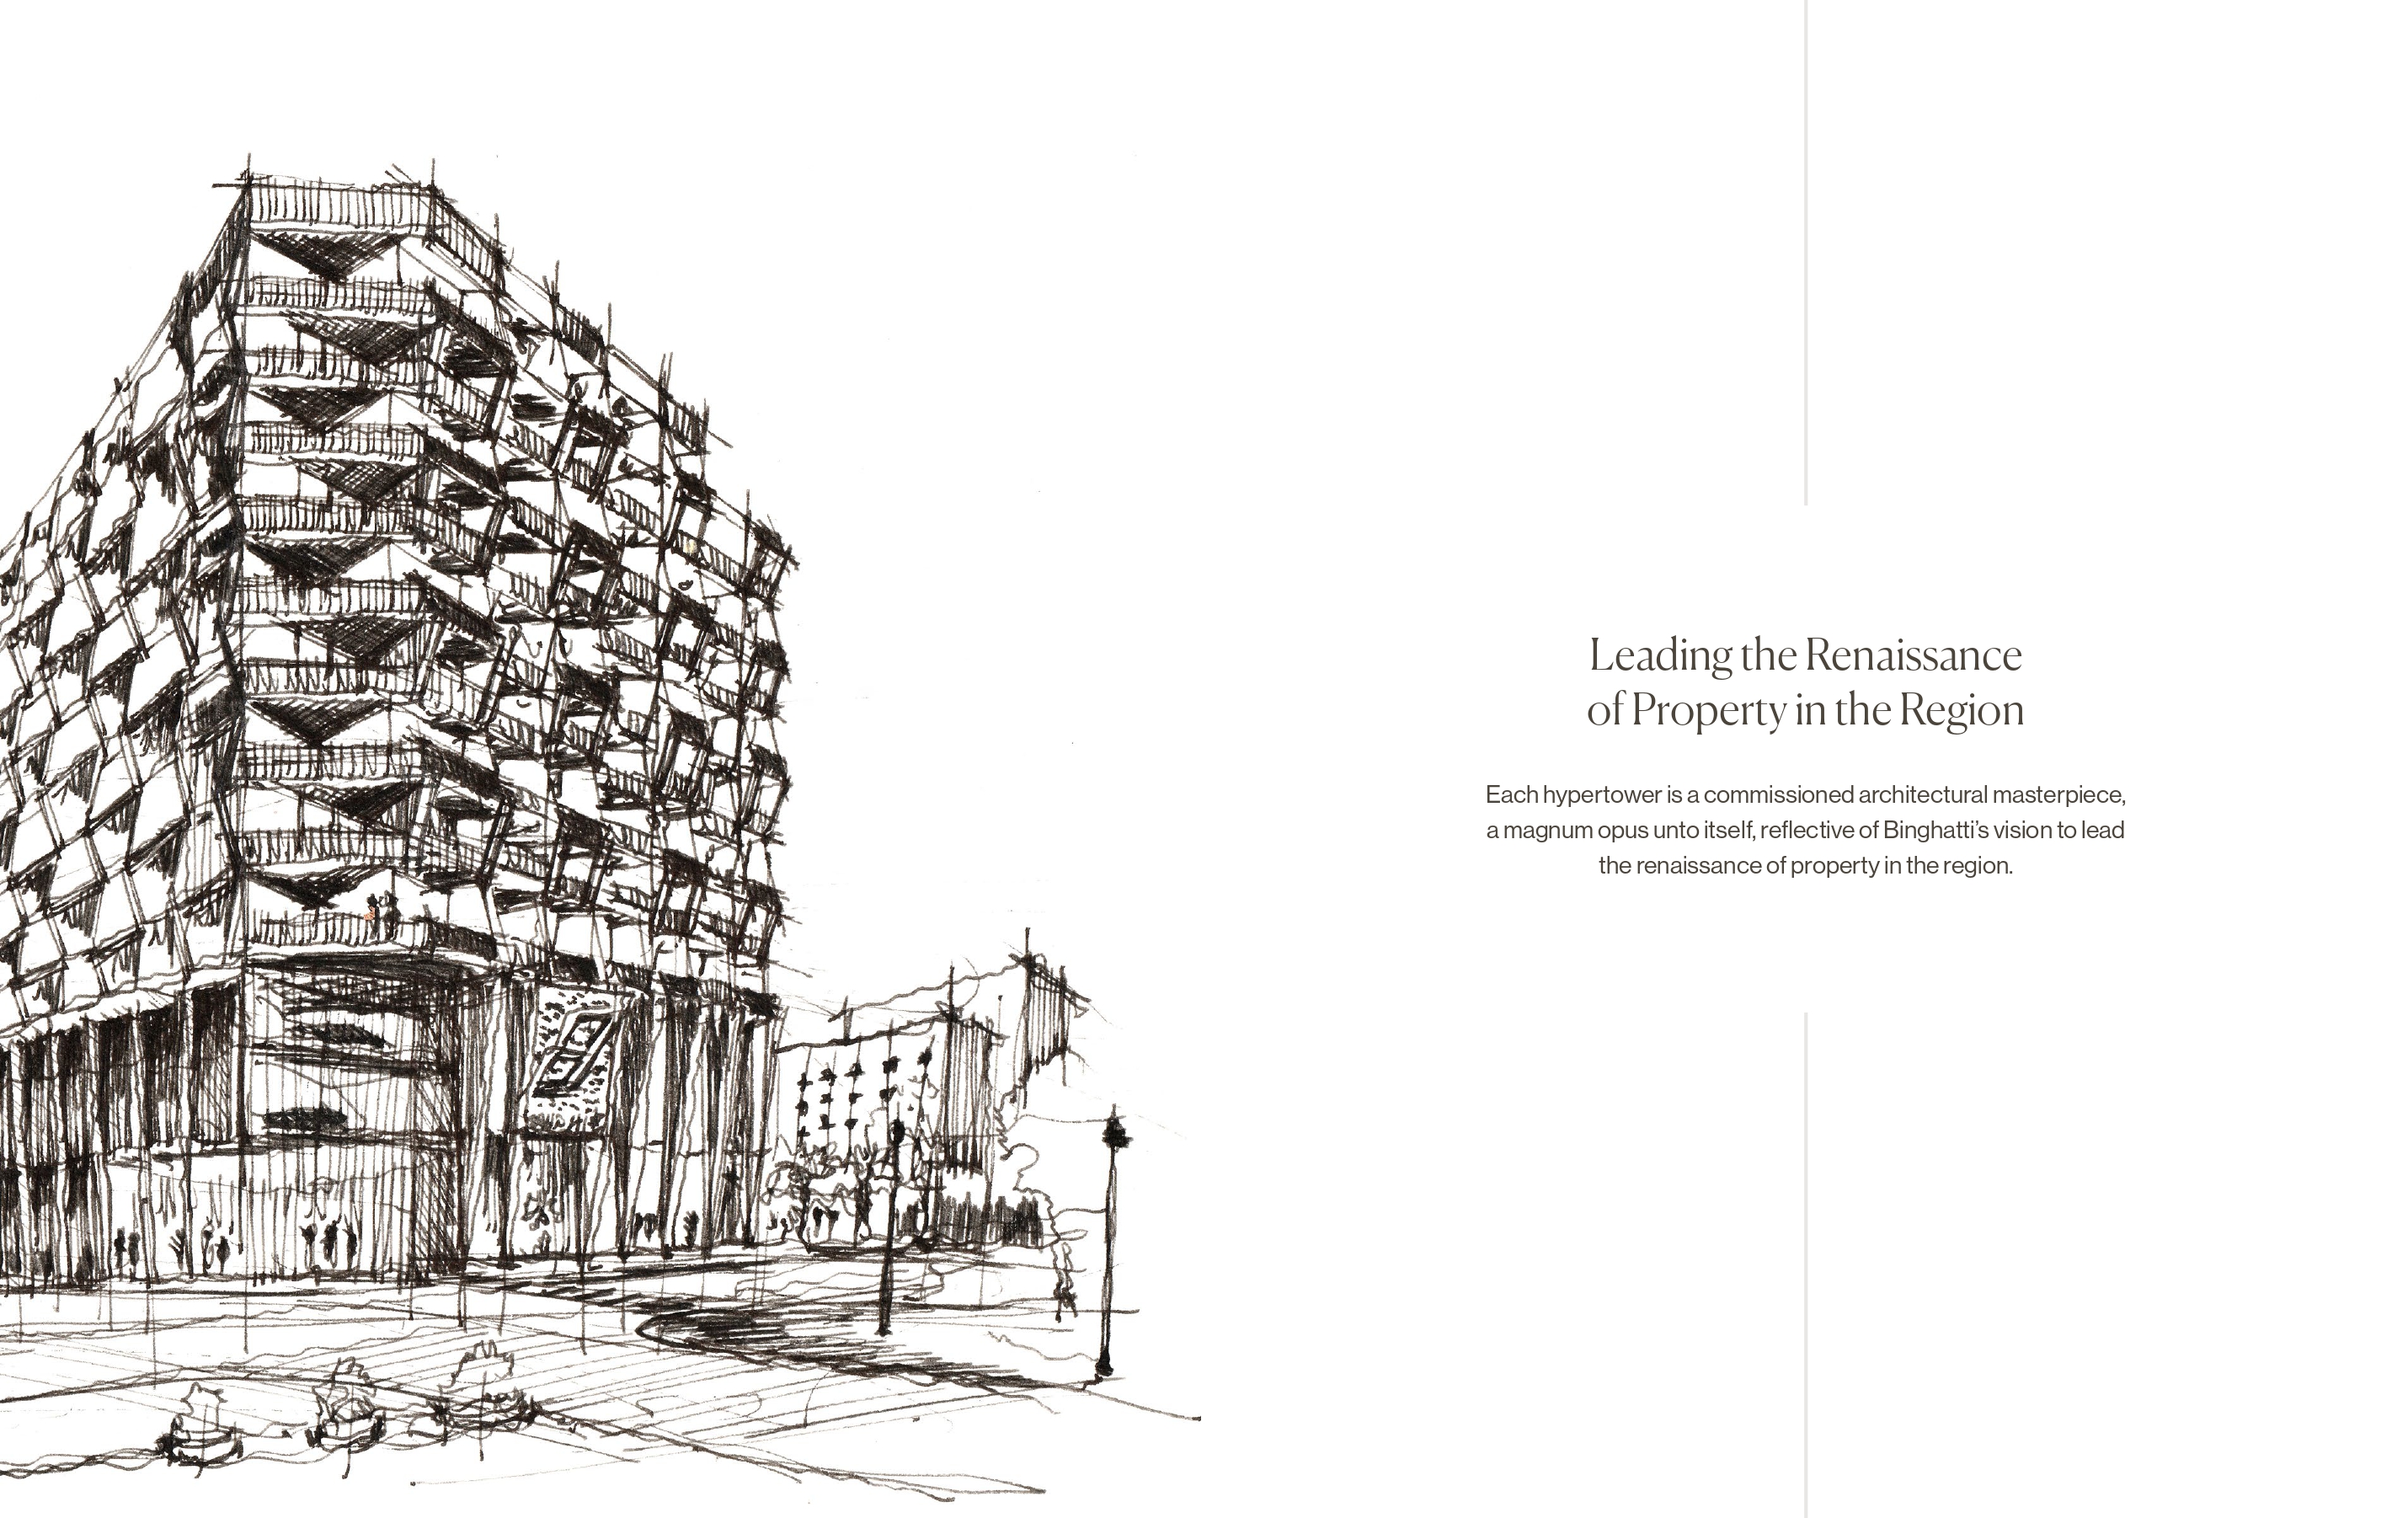 Leading the Renaissance
of Property in the Region
Each hypertower is a commissioned architectural masterpiece,
a magnum opus unto itself, reflective of Binghatti’s vision to lead
the renaissance of property in the region.